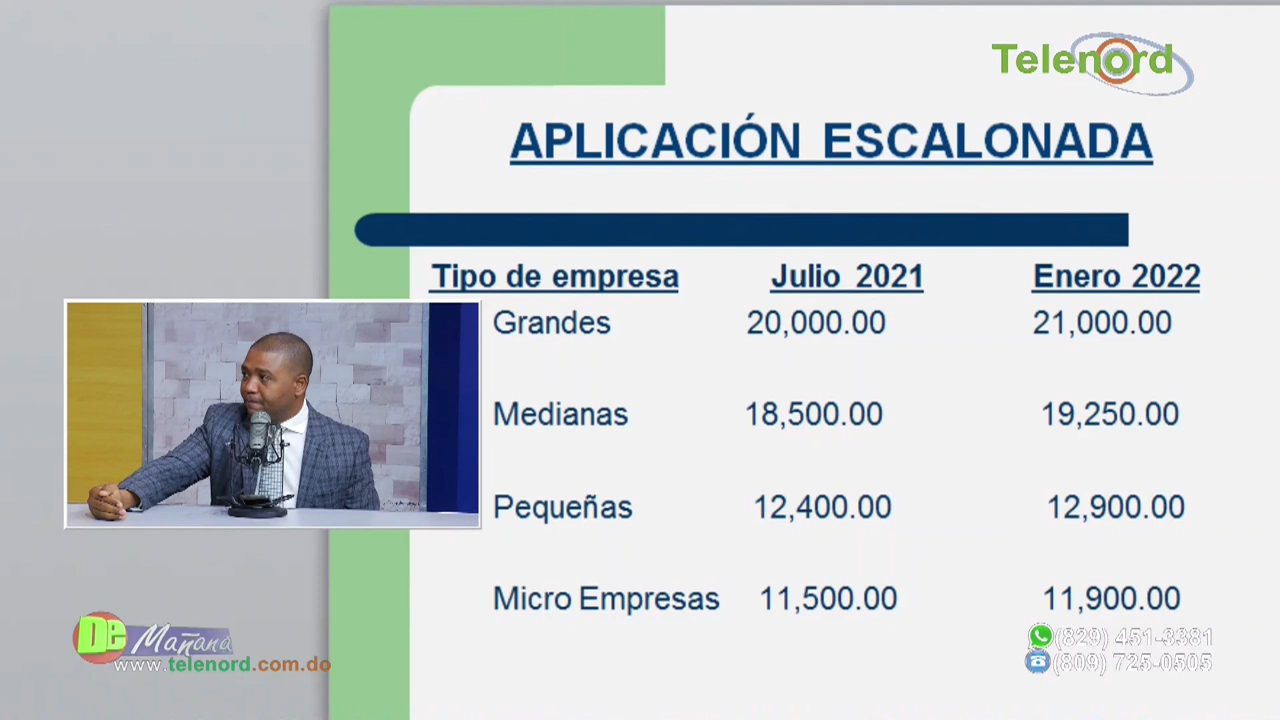 Telenord
APLICACIÓN ESCALONADA
Tipo de empresa Julio 2021 Enero 2022
Grandes 20,000.00 21,000.00
Medianas 18,500.00 19,250.00
Pequeñas 12,400.00 12,900.00
Micro Empresas 11,500.00 11,900.00
De Mañana
www.telenord.com.do
(829) 451-3381
(809) 725-0505